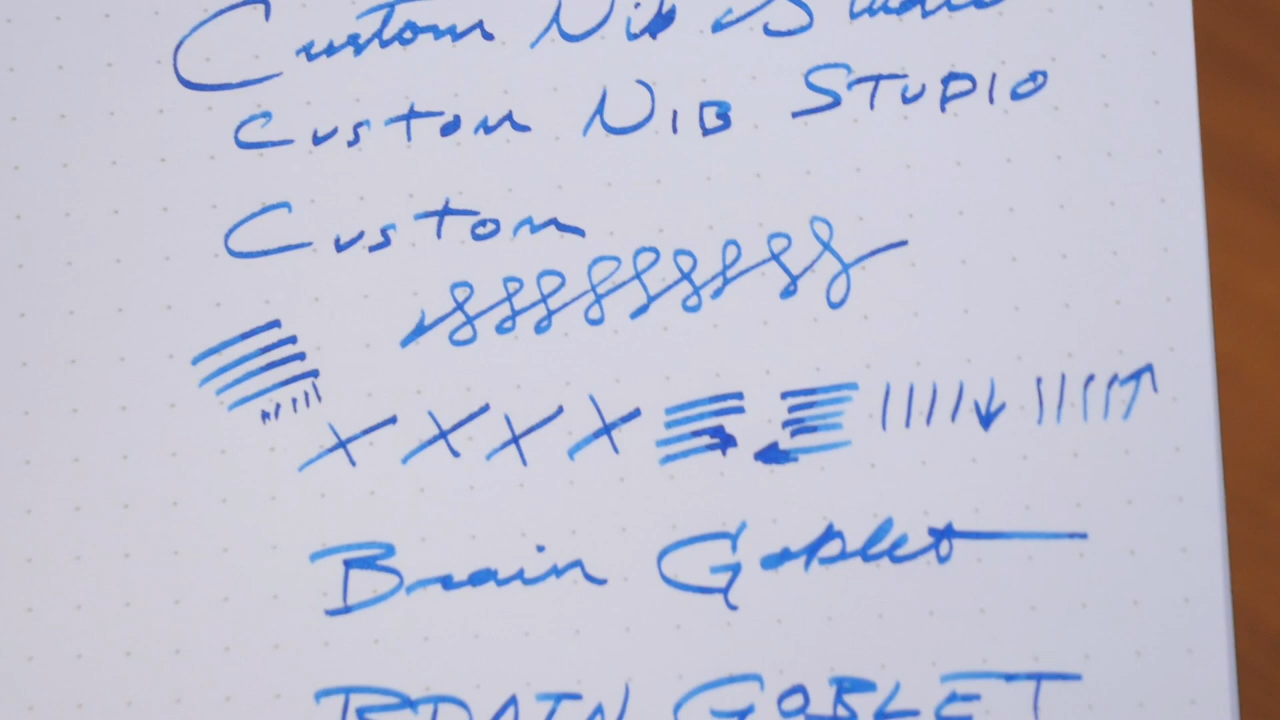 Custom Nib Studio
Custom NIB STUDIO
Custom
Brain Goblet
BRAIN GOBLET